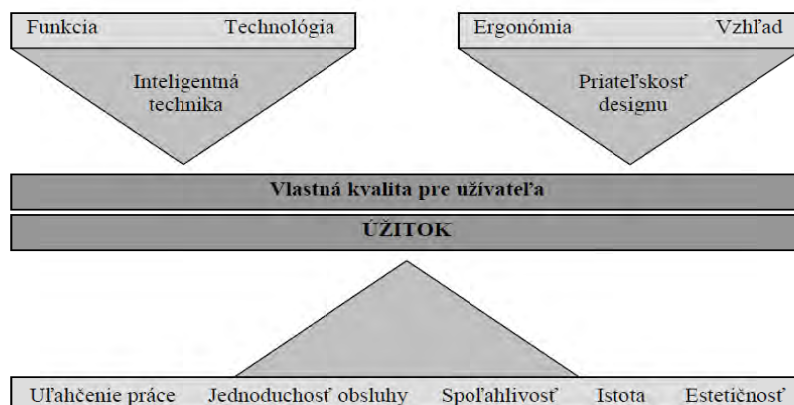 Funkcia Technológia
Ergonómia Vzhľad
Inteligentná
technika
Priateľskosť
designu
Vlastná kvalita pre užívateľa
ÚŽITOK
Uľahčenie práce Jednoduchosť obsluhy Spoľahlivosť Istota Estetičnosť